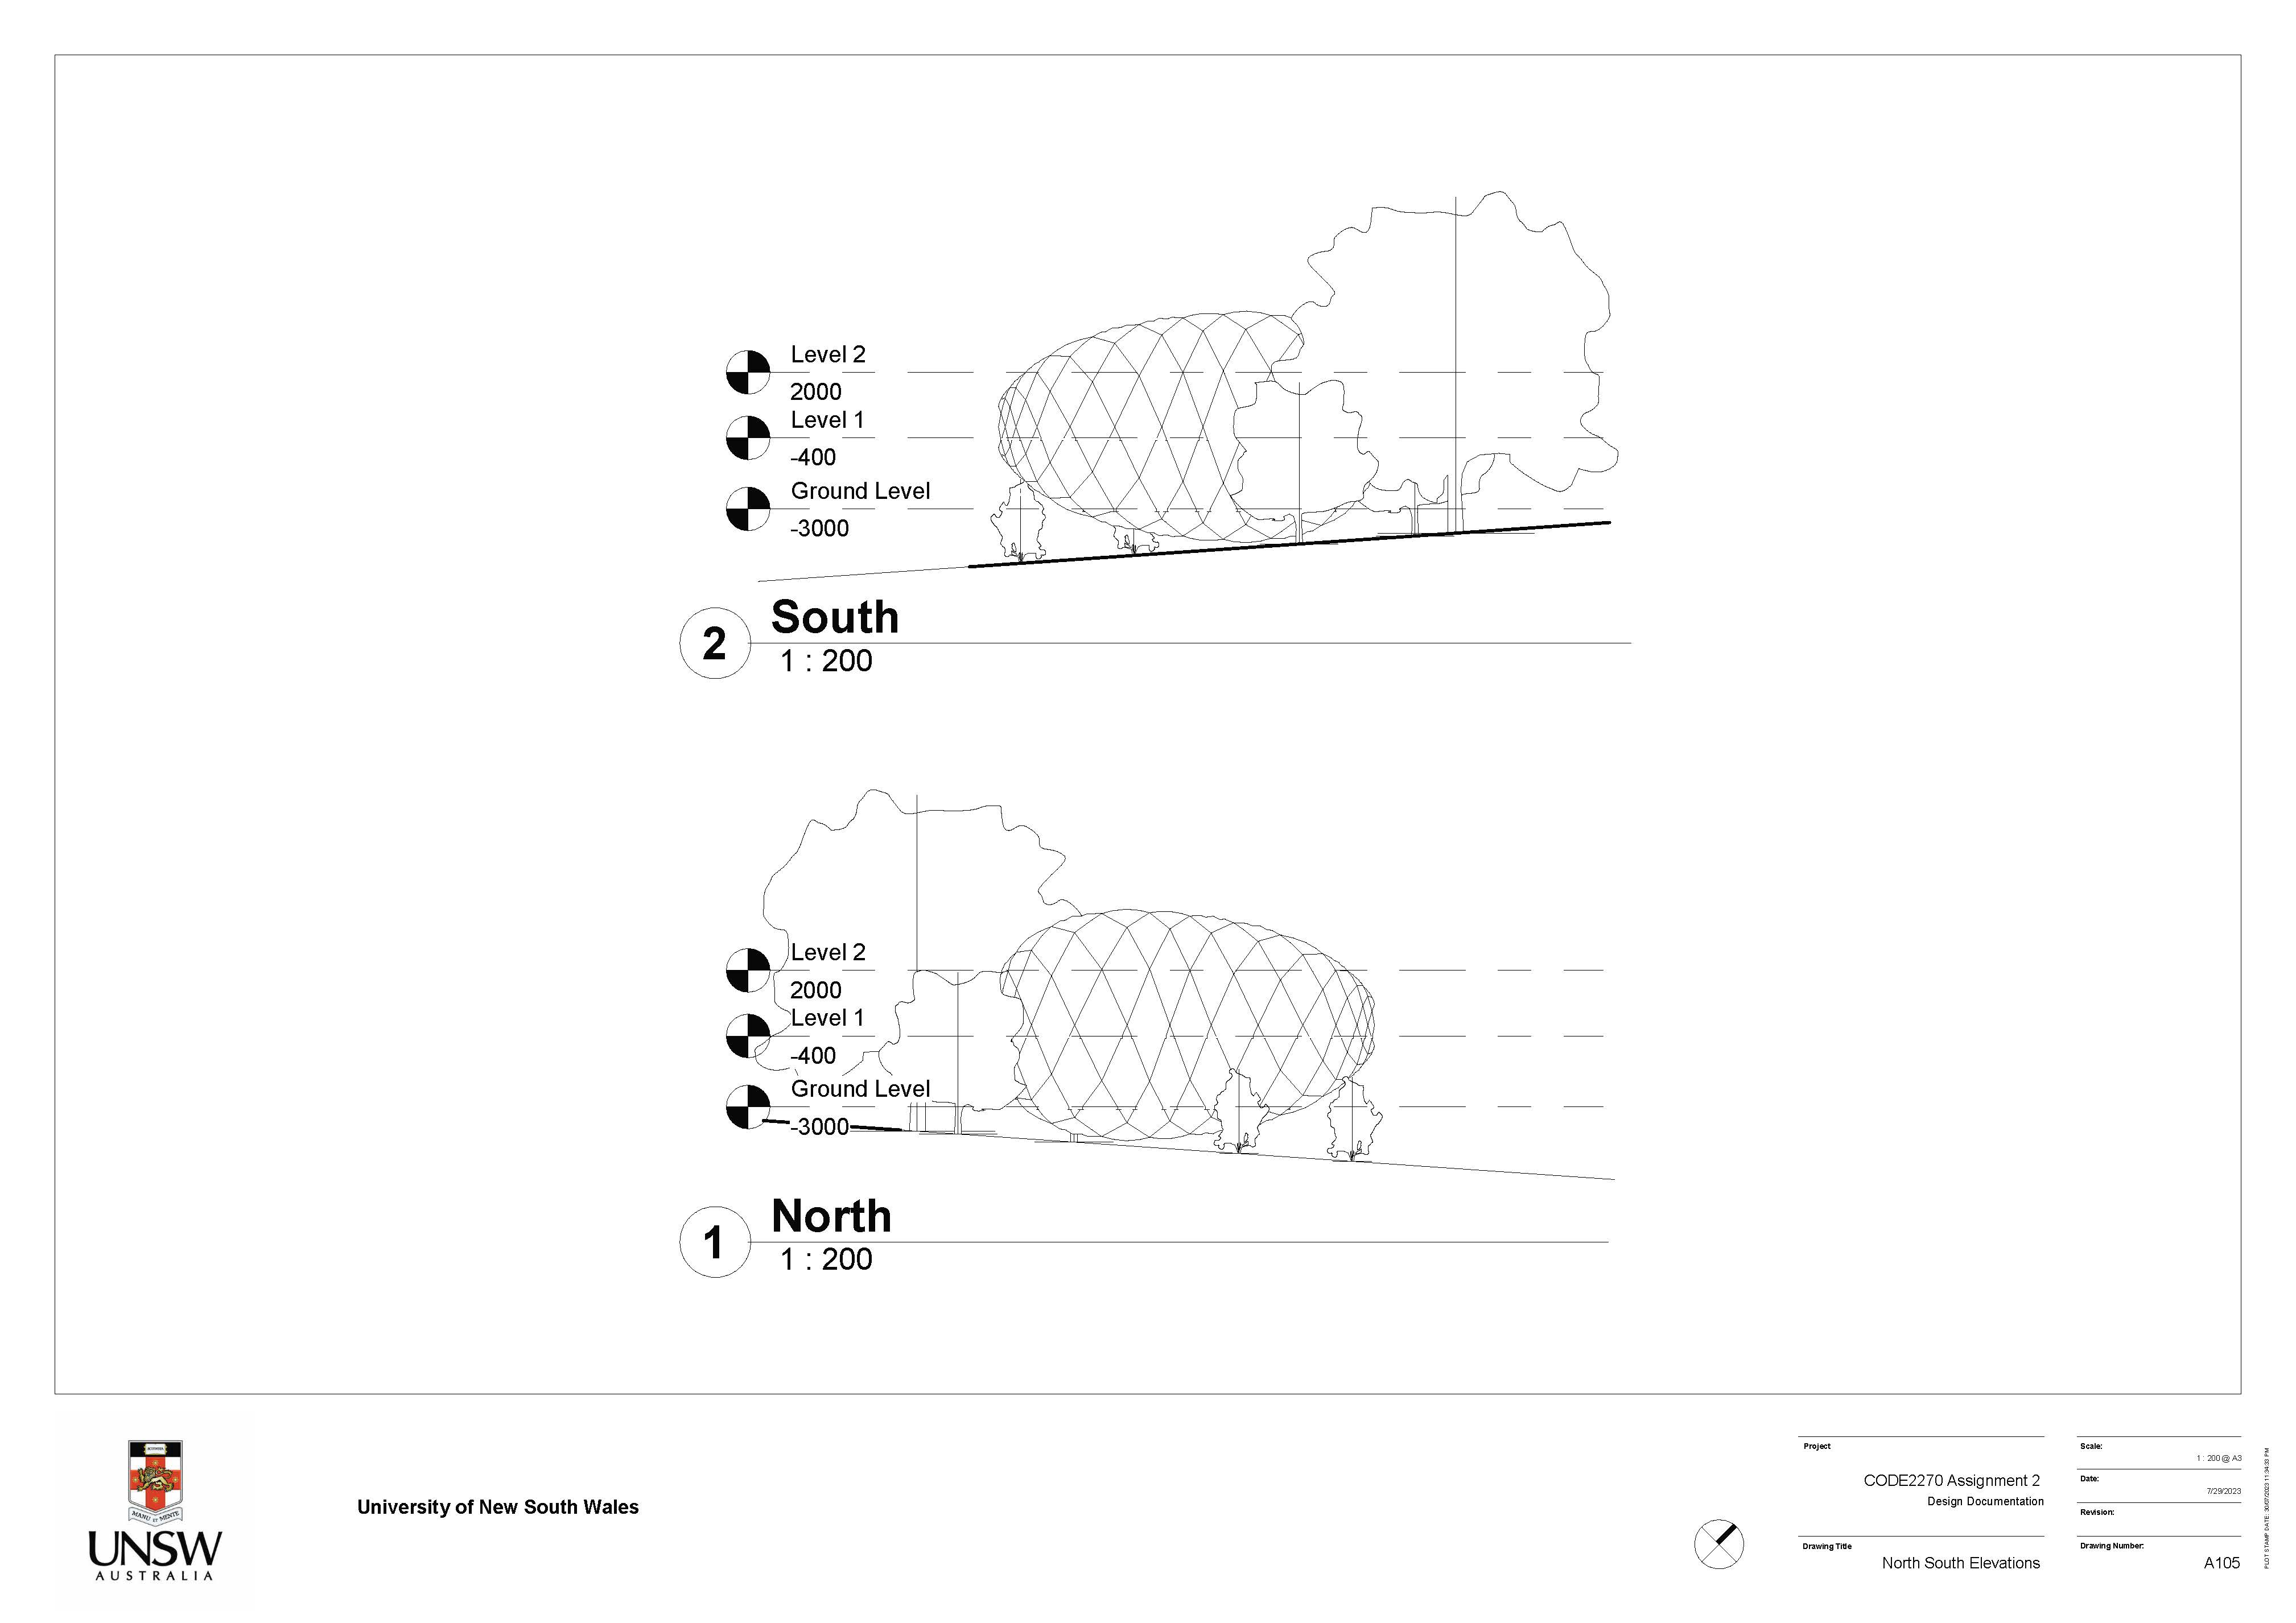 Level 2
2000
Level 1
-400
Ground Level
-3000
2
South
1 : 200
Level 2
2000
Level 1
-400
Ground Level
-3000
1
North
1 : 200
MANU ET MENTE
UNSW
AUSTRALIA
University of New South Wales
Project
CODE2270 Assignment 2
Design Documentation
Drawing Title
North South Elevations
Scale:
1 : 200 @ A3
Date:
7/29/2023
Revision:
Drawing Number:
A105
PLOT STAMP DATE: 30/07/2023 11:34:33 PM